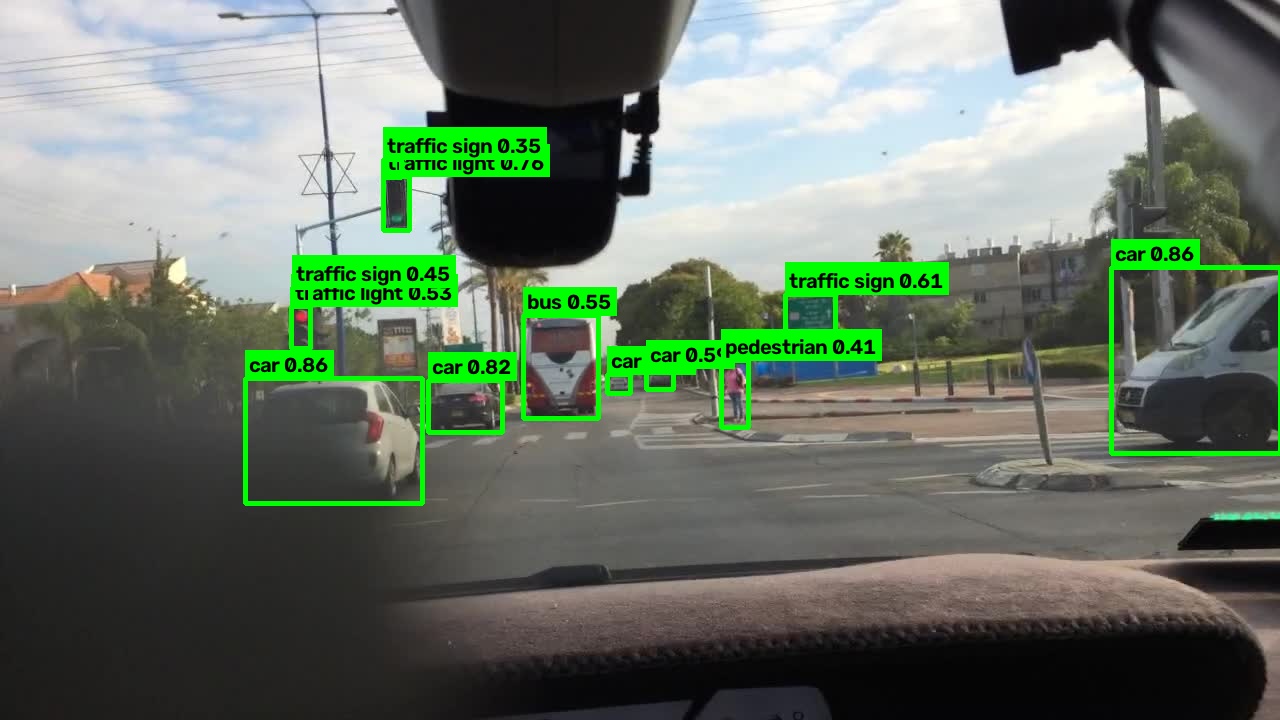 traffic sign 0.35
traffic light 0.76
traffic sign 0.45
traffic light 0.53
car 0.86
traffic sign 0.61
bus 0.55
car 0.86
car 0.82
car
car 0.5
pedestrian 0.41